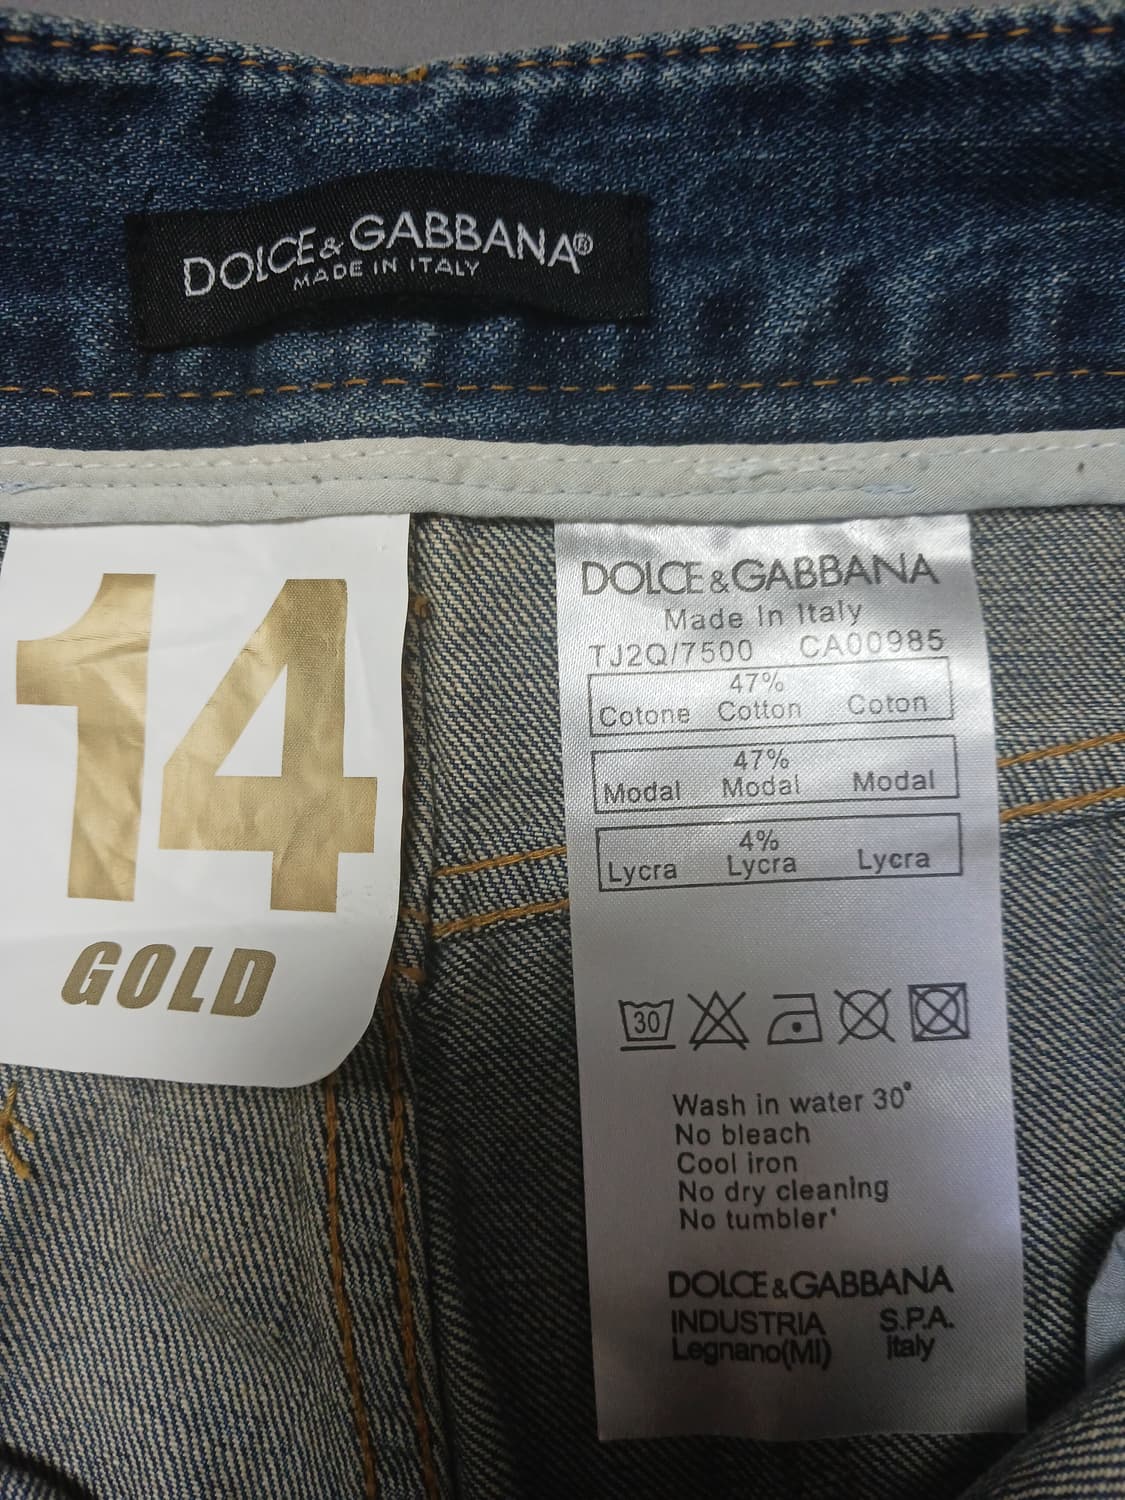 DOLCE & GABBANA®
MADE IN ITALY
14
GOLD
DOLCE & GABBANA
Made In Italy
TJ2Q/7500 CA00985
47%
Cotone Cotton Coton
47%
Modal Modal Modal
4%
Lycra Lycra Lycra
30
Wash in water 30°
No bleach
Cool iron
No dry cleaning
No tumbler'
DOLCE & GABBANA
INDUSTRIA S.P.A.
Legnano(MI) Italy